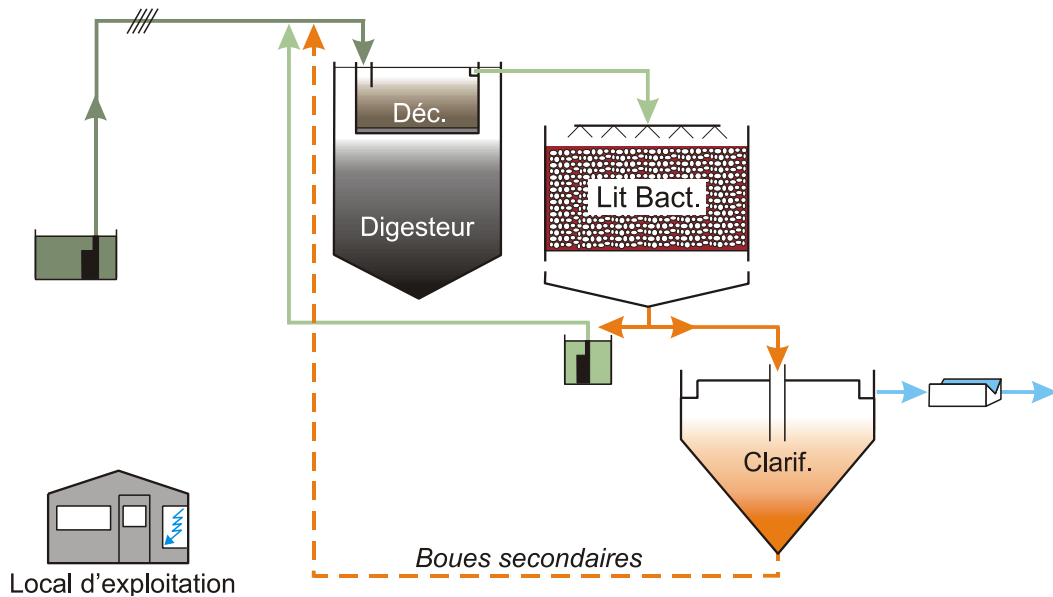 Déc.
Digesteur
Lit Bact.
Clarif.
Boues secondaires
Local d'exploitation